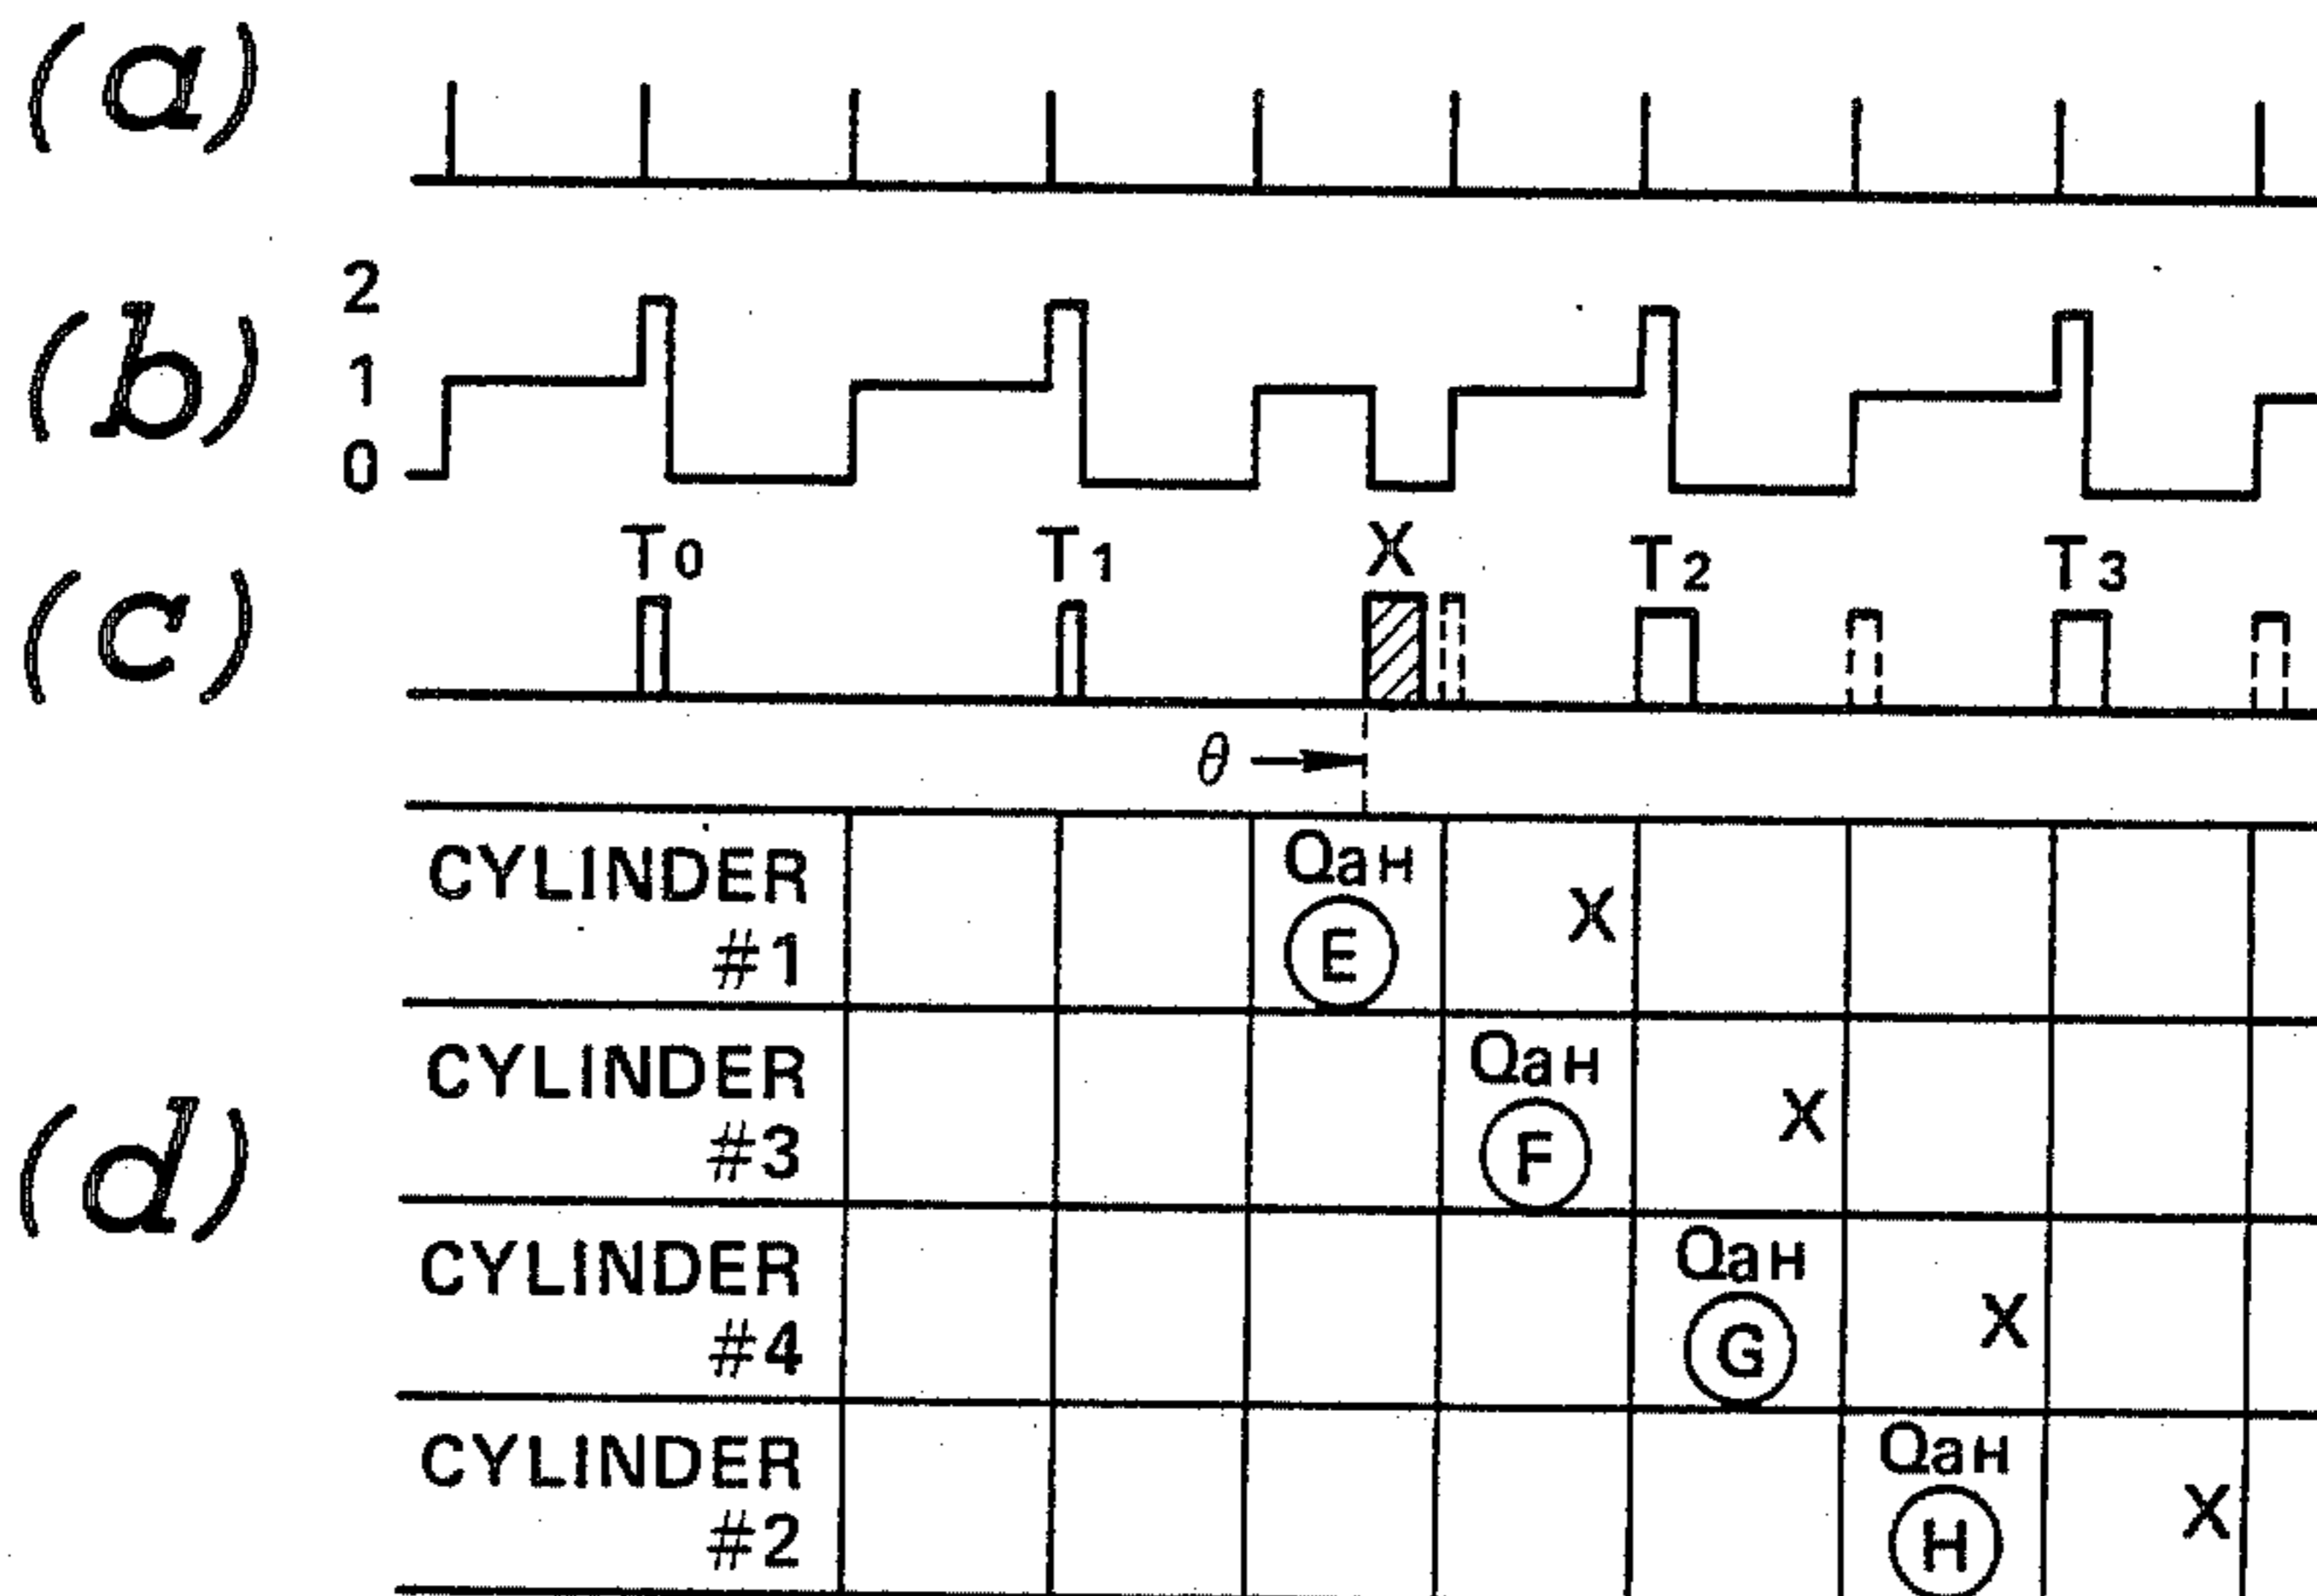 (a)
2
(b) 1
0
T0 T1 X T2 T3
(c)
θ
CYLINDER #1 QaH E X
CYLINDER #3 QaH F X
(d)
CYLINDER #4 QaH G X
CYLINDER #2 QaH H X